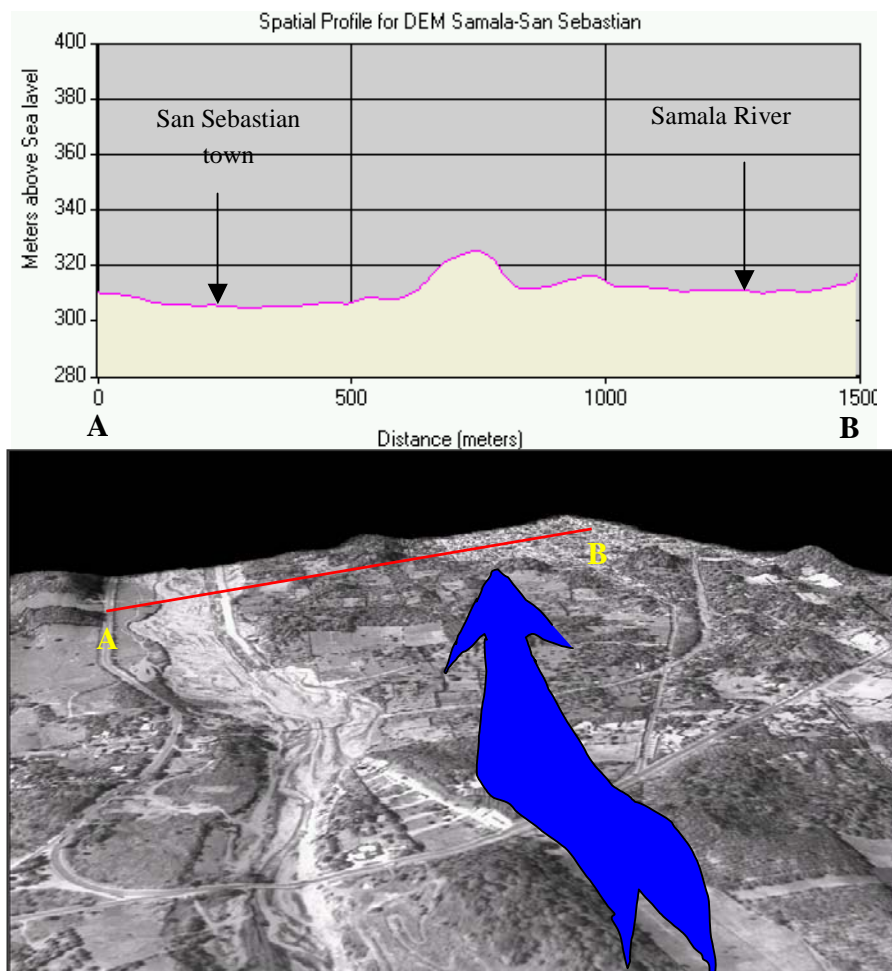 Spatial Profile for DEM Samala-San Sebastian
Meters above Sea lavel
400
380
360
340
320
300
280
San Sebastian
town
Samala River
0
500
1000
1500
A
B
Distance (meters)
B
A